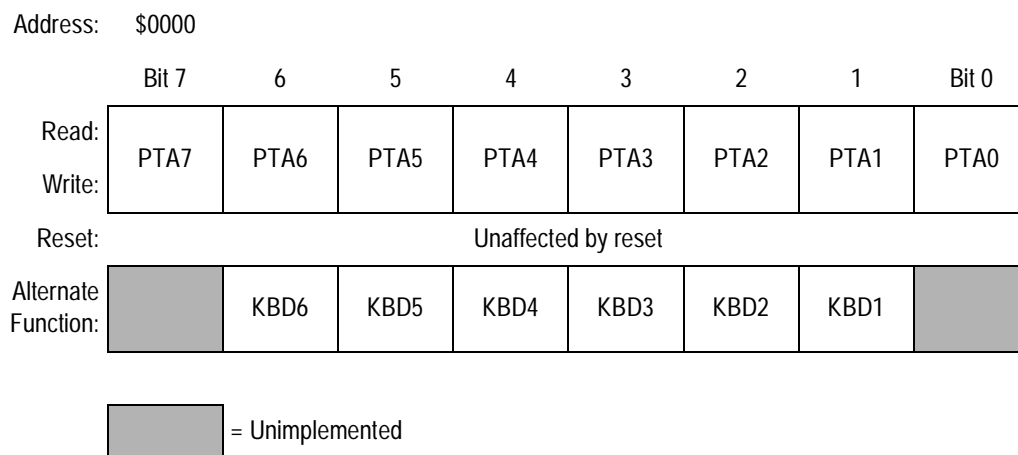 Address: $0000
Bit 7 6 5 4 3 2 1 Bit 0
Read:
PTA7 PTA6 PTA5 PTA4 PTA3 PTA2 PTA1 PTA0
Write:
Reset: Unaffected by reset
Alternate
Function: KBD6 KBD5 KBD4 KBD3 KBD2 KBD1
= Unimplemented